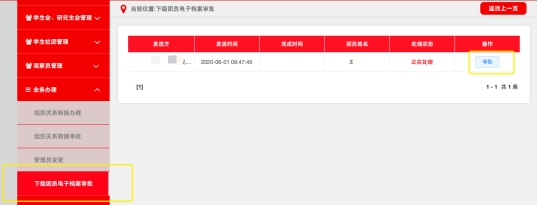 学生会、研究生会管理
当前位置:下级团员电子档案审批
返回上一页
学生社团管理
发送方 发送时间 完成时间 团员姓名 处理状态 操作
观察员管理
2020-08-01 09:47:45 王 正在处理 审批
业务办理
[1] 1 - 1 共 1 条
组织关系转接办理
组织关系转接审批
管理员变更
下级团员电子档案审批